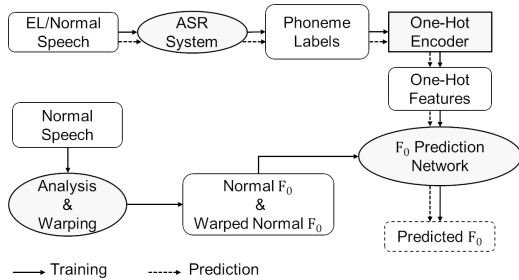 EL/Normal
Speech
ASR
System
Phoneme
Labels
One-Hot
Encoder
One-Hot
Features
Normal
Speech
F₀ Prediction
Network
Analysis
&
Warping
Normal F₀
&
Warped Normal F₀
Predicted F₀
Training
Prediction